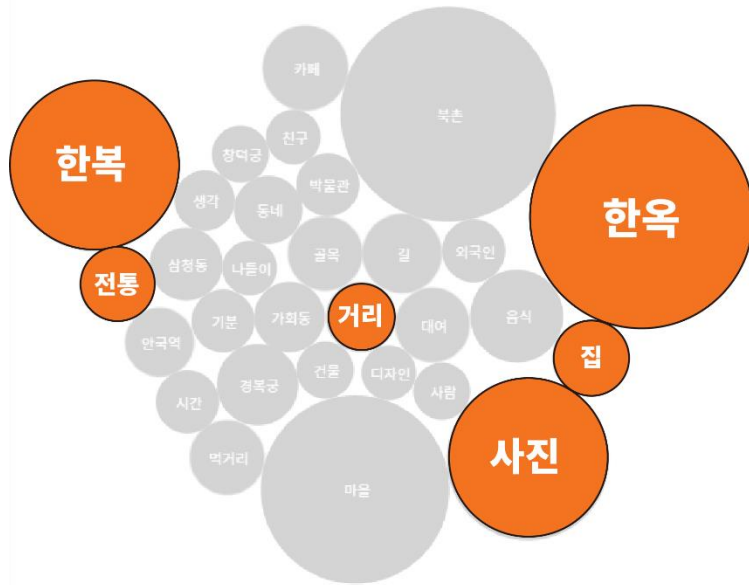 카페
북촌
친구
한복
창덕궁
박물관
생각
동네
한옥
전통
삼청동
나들이
골목
길
외국인
기분
가회동
거리
대여
음식
안국역
집
경복궁
건물
디자인
사람
시간
사진
먹거리
마을